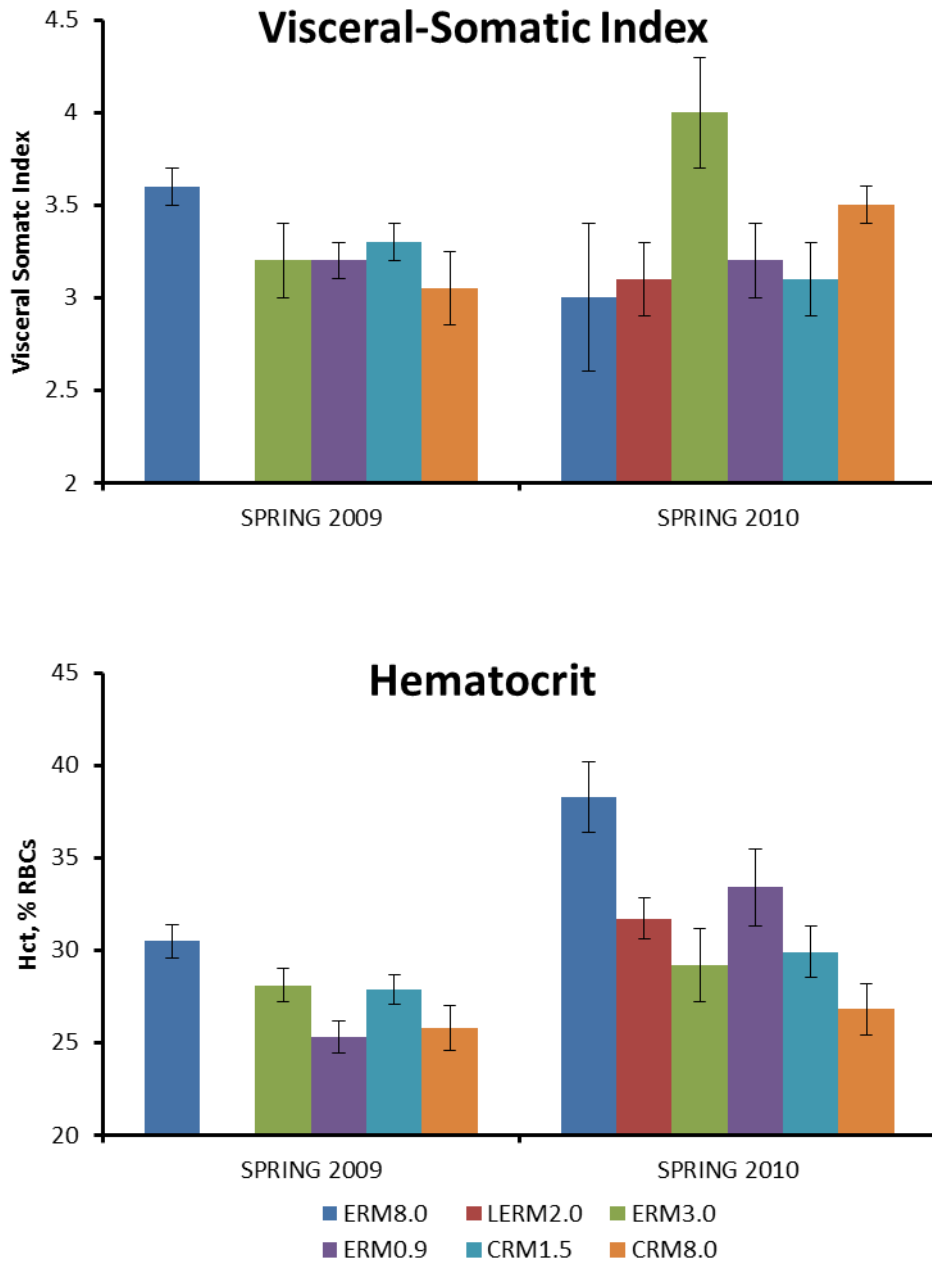 Visceral-Somatic Index
4.5
4
3.5
3
2.5
2
Visceral Somatc Index
SPRING 2009 SPRING 2010
Hematocrit
45
40
35
30
25
20
Hct, % RBCs
SPRING 2009 SPRING 2010
ERM8.0 LERM2.0 ERM3.0
ERM0.9 CRM1.5 CRM8.0